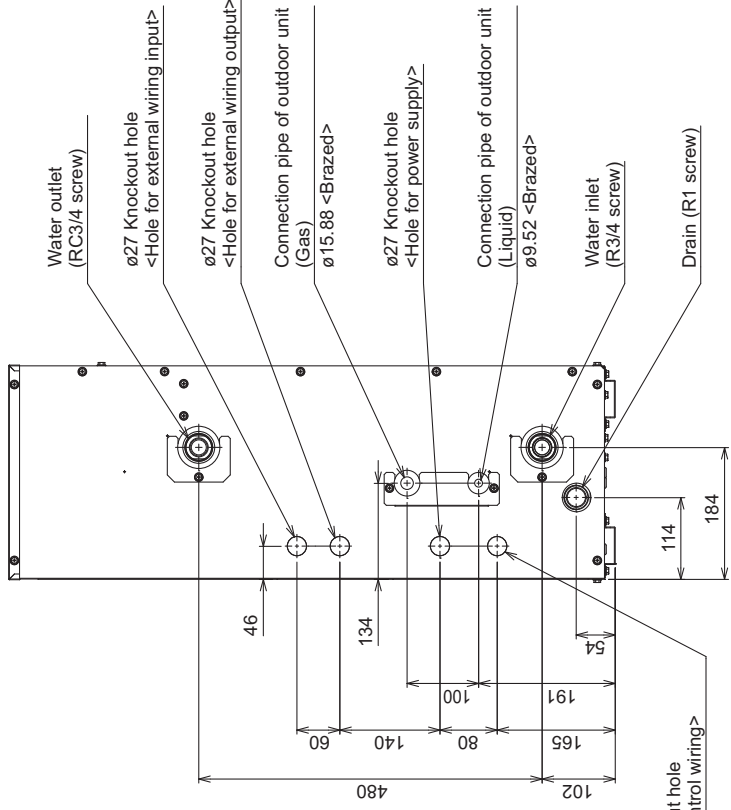 Water outlet
(RC3/4 screw)
ø27 Knockout hole
<Hole for external wiring input>
ø27 Knockout hole
<Hole for external wiring output>
Connection pipe of outdoor unit
(Gas)
ø15.88 <Brazed>
ø27 Knockout hole
<Hole for power supply>
Connection pipe of outdoor unit
(Liquid)
ø9.52 <Brazed>
Water inlet
(R3/4 screw)
Drain (R1 screw)
46
134
184
114
54
100
191
60
140
80
165
480
102
hole
wiring>